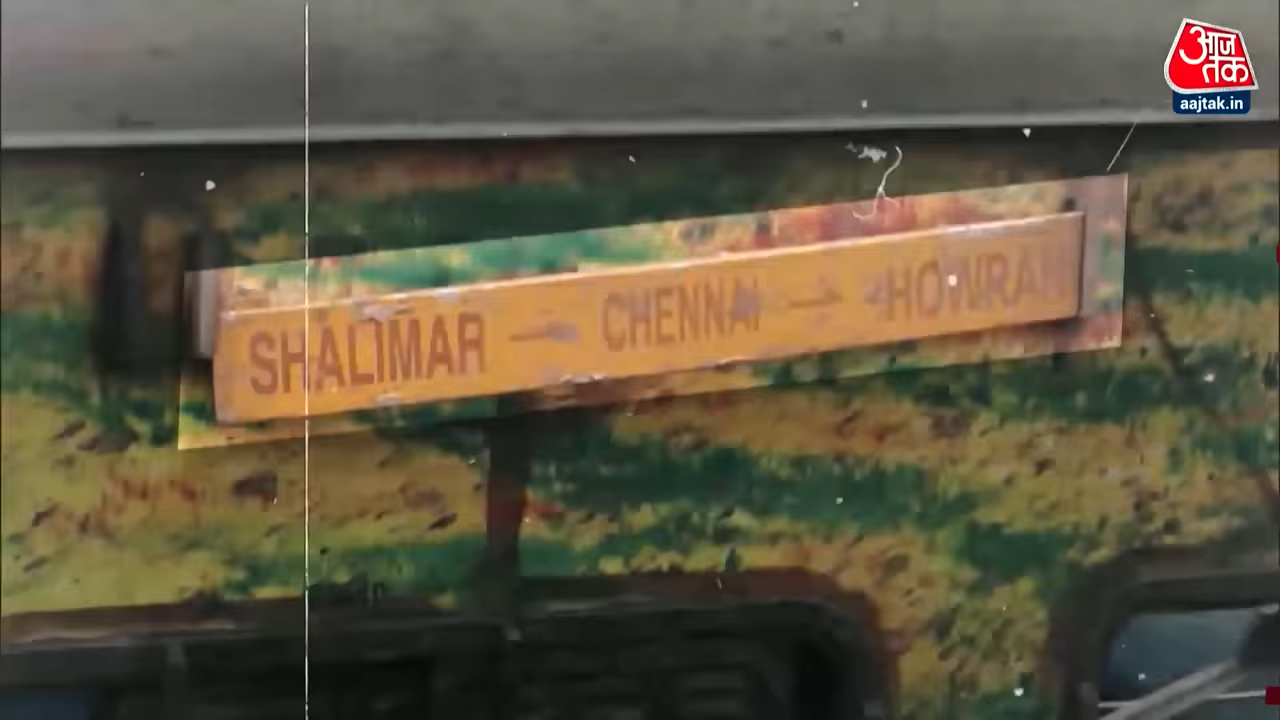 आज
तक
aajtak.in
SHALIMAR → CHENNAI → HOWRAH